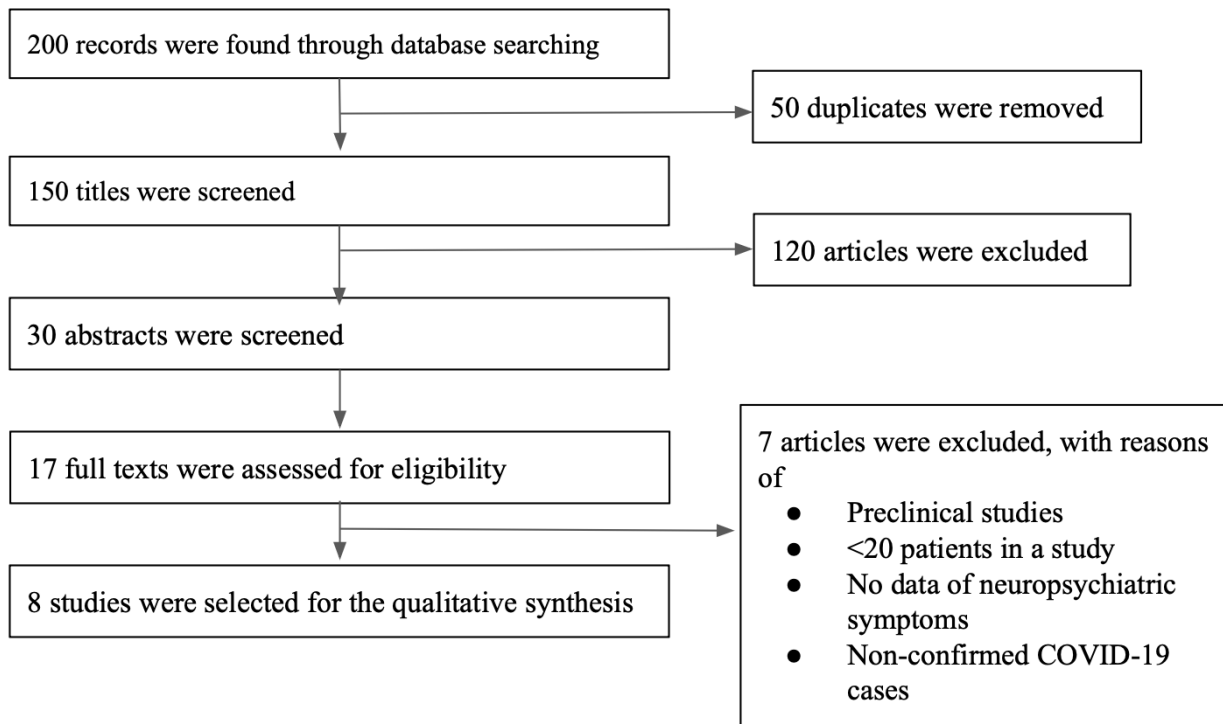 200 records were found through database searching
50 duplicates were removed
150 titles were screened
120 articles were excluded
30 abstracts were screened
17 full texts were assessed for eligibility
7 articles were excluded, with reasons
of
● Preclinical studies
● <20 patients in a study
● No data of neuropsychiatric
symptoms
● Non-confirmed COVID-19
cases
8 studies were selected for the qualitative synthesis